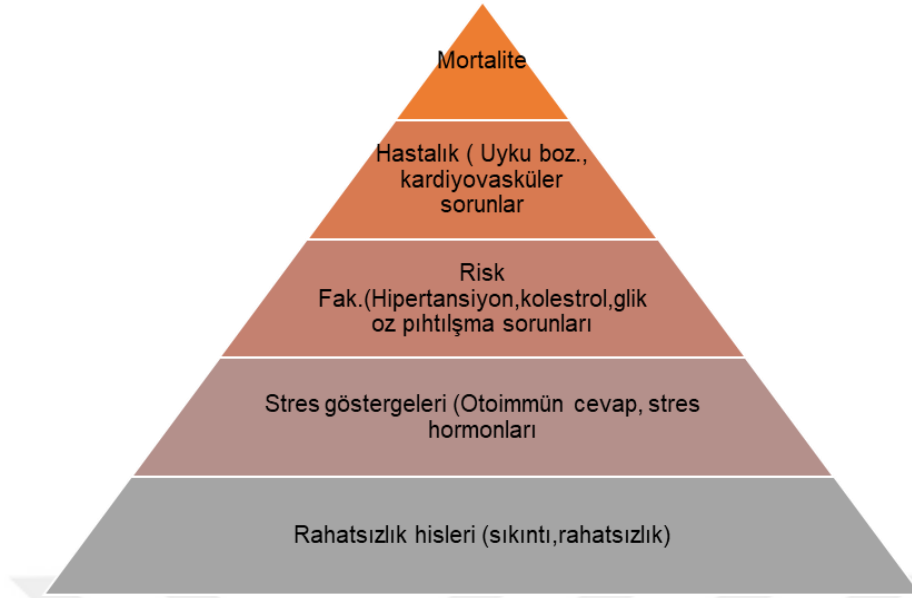 Mortalite
Hastalık ( Uyku boz.,
kardiyovasküler
sorunlar
Risk
Fak.(Hipertansiyon,kolestrol,glik
oz pıhtılşma sorunları
Stres göstergeleri (Otoimmün cevap, stres
hormonları
Rahatsızlık hisleri (sıkıntı,rahatsızlık)